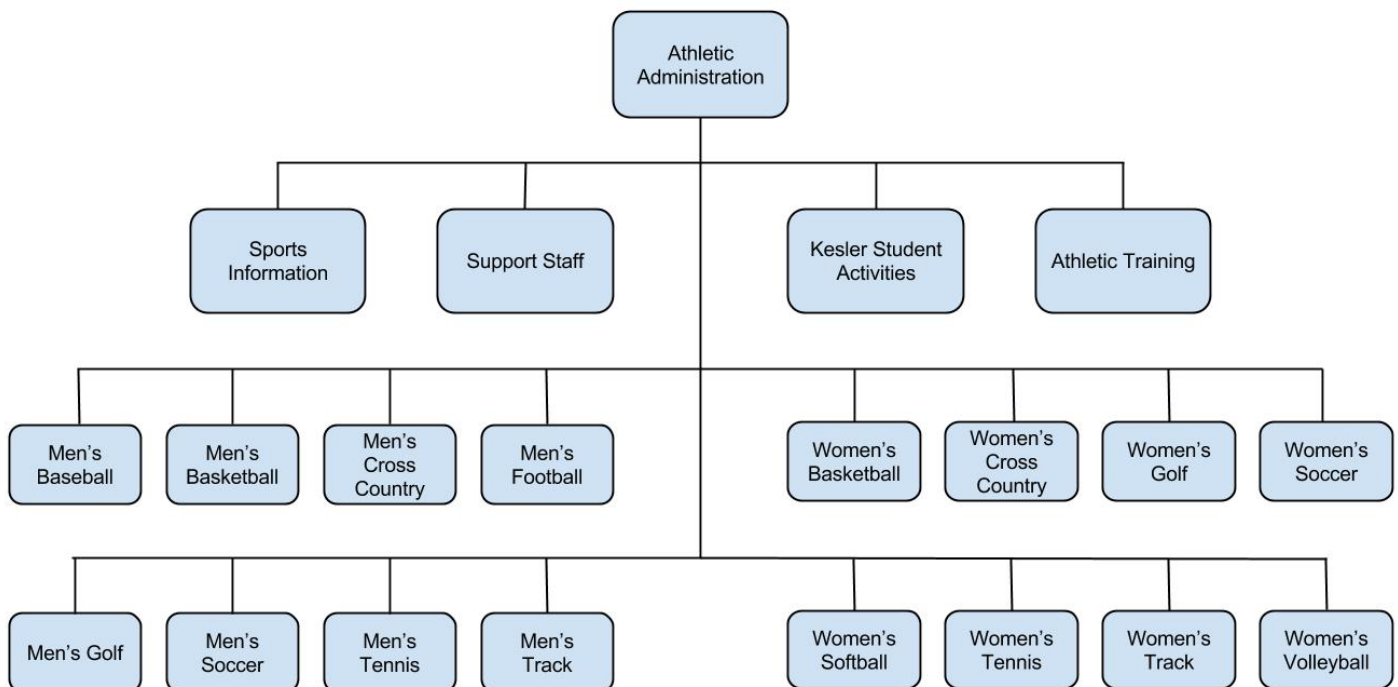 Athletic
Administration
Sports
Information
Support Staff
Kesler Student
Activities
Athletic Training
Men's
Baseball
Men's
Basketball
Men's
Cross
Country
Men's
Football
Women's
Basketball
Women's
Cross
Country
Women's
Golf
Women's
Soccer
Men's Golf
Men's
Soccer
Men's
Tennis
Men's
Track
Women's
Softball
Women's
Tennis
Women's
Track
Women's
Volleyball